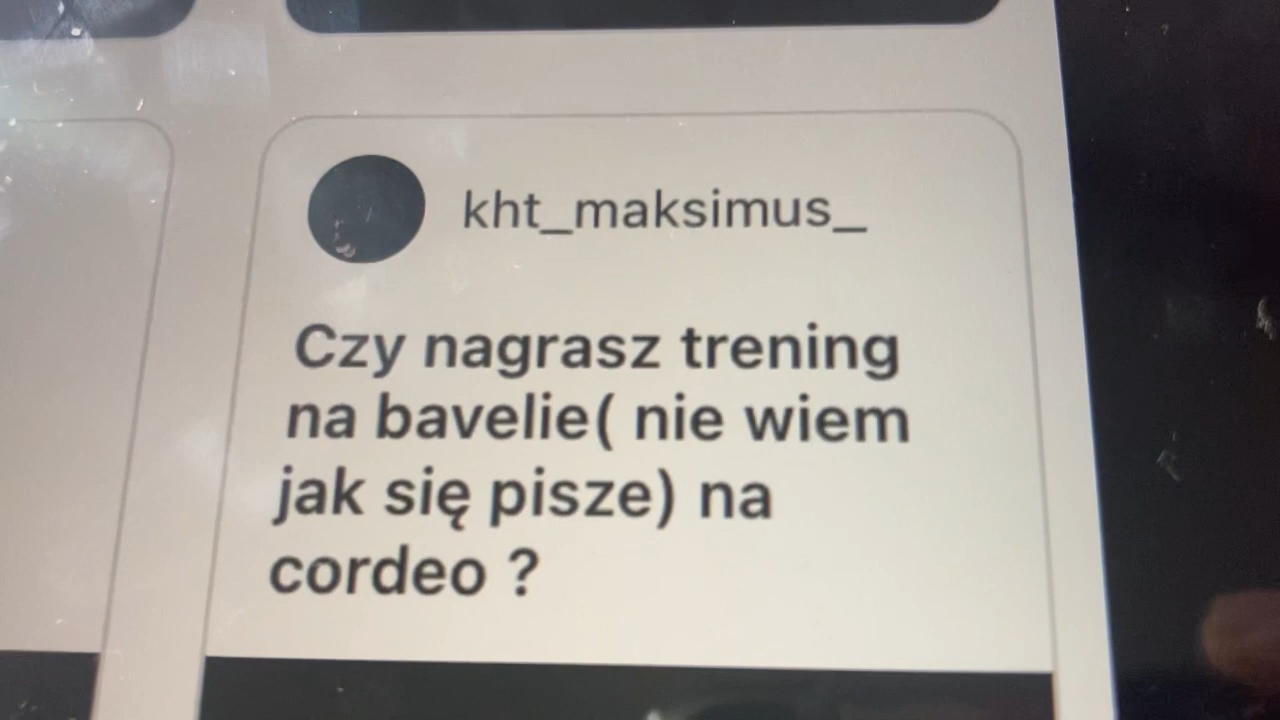 kht_maksimus_
Czy nagrasz trening
na bavelie( nie wiem
jak się pisze) na
cordeo ?